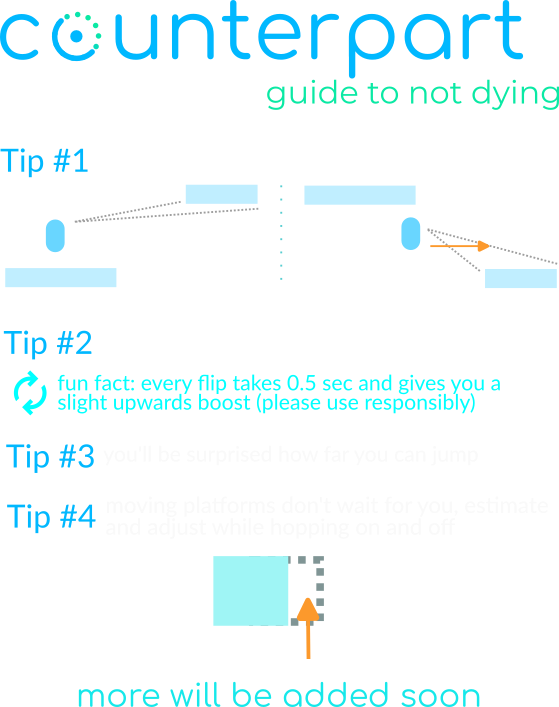 counterpart
guide to not dying
Tip #1
Tip #2
fun fact: every flip takes 0.5 sec and gives you a
slight upwards boost (please use responsibly)
Tip #3
you'll be surprised how far you can jump
Tip #4
moving platforms don't wait for you, estimate
and adjust while hopping on and off
more will be added soon